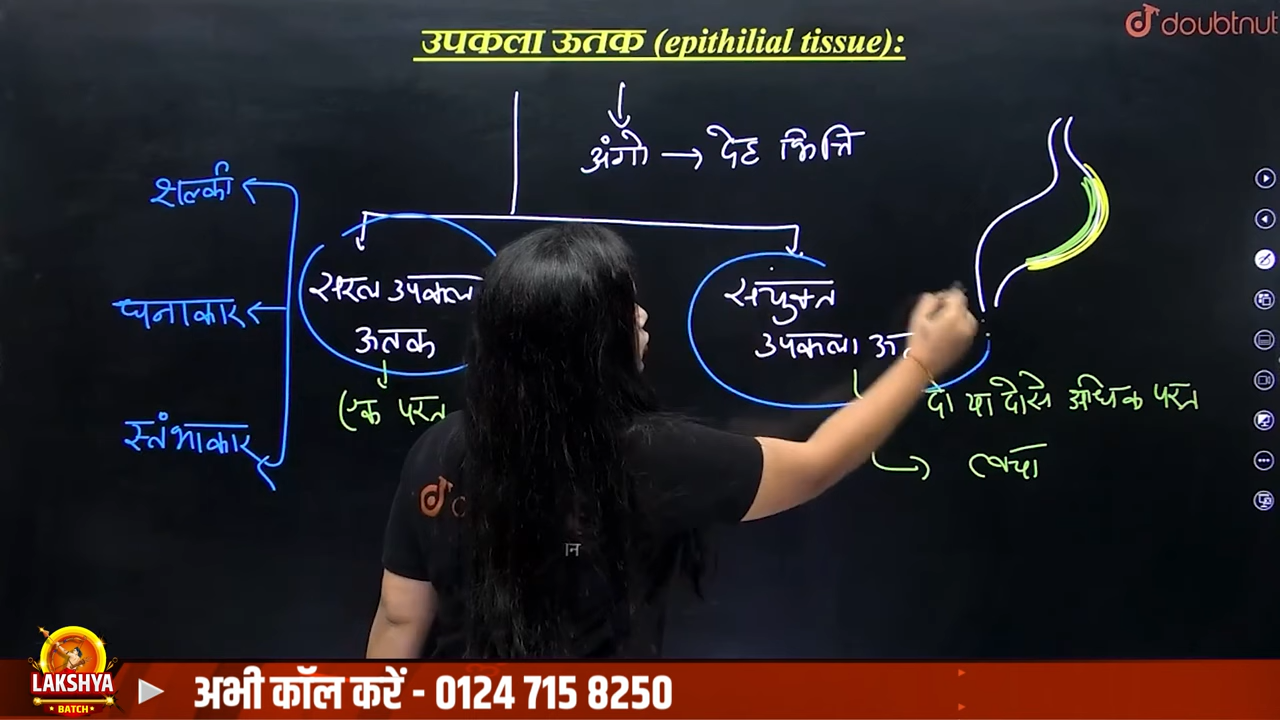 doubtnut
उपकला ऊतक (epithilial tissue):
अंगो → देह भित्ति
शल्की
घनाकार
स्तंभाकार
सरल उपकला
ऊतक
एक परत
संयुक्त
उपकला
दो या दो से अधिक परत
त्वचा
LAKSHYA
BATCH
अभी कॉल करें - 0124 715 8250